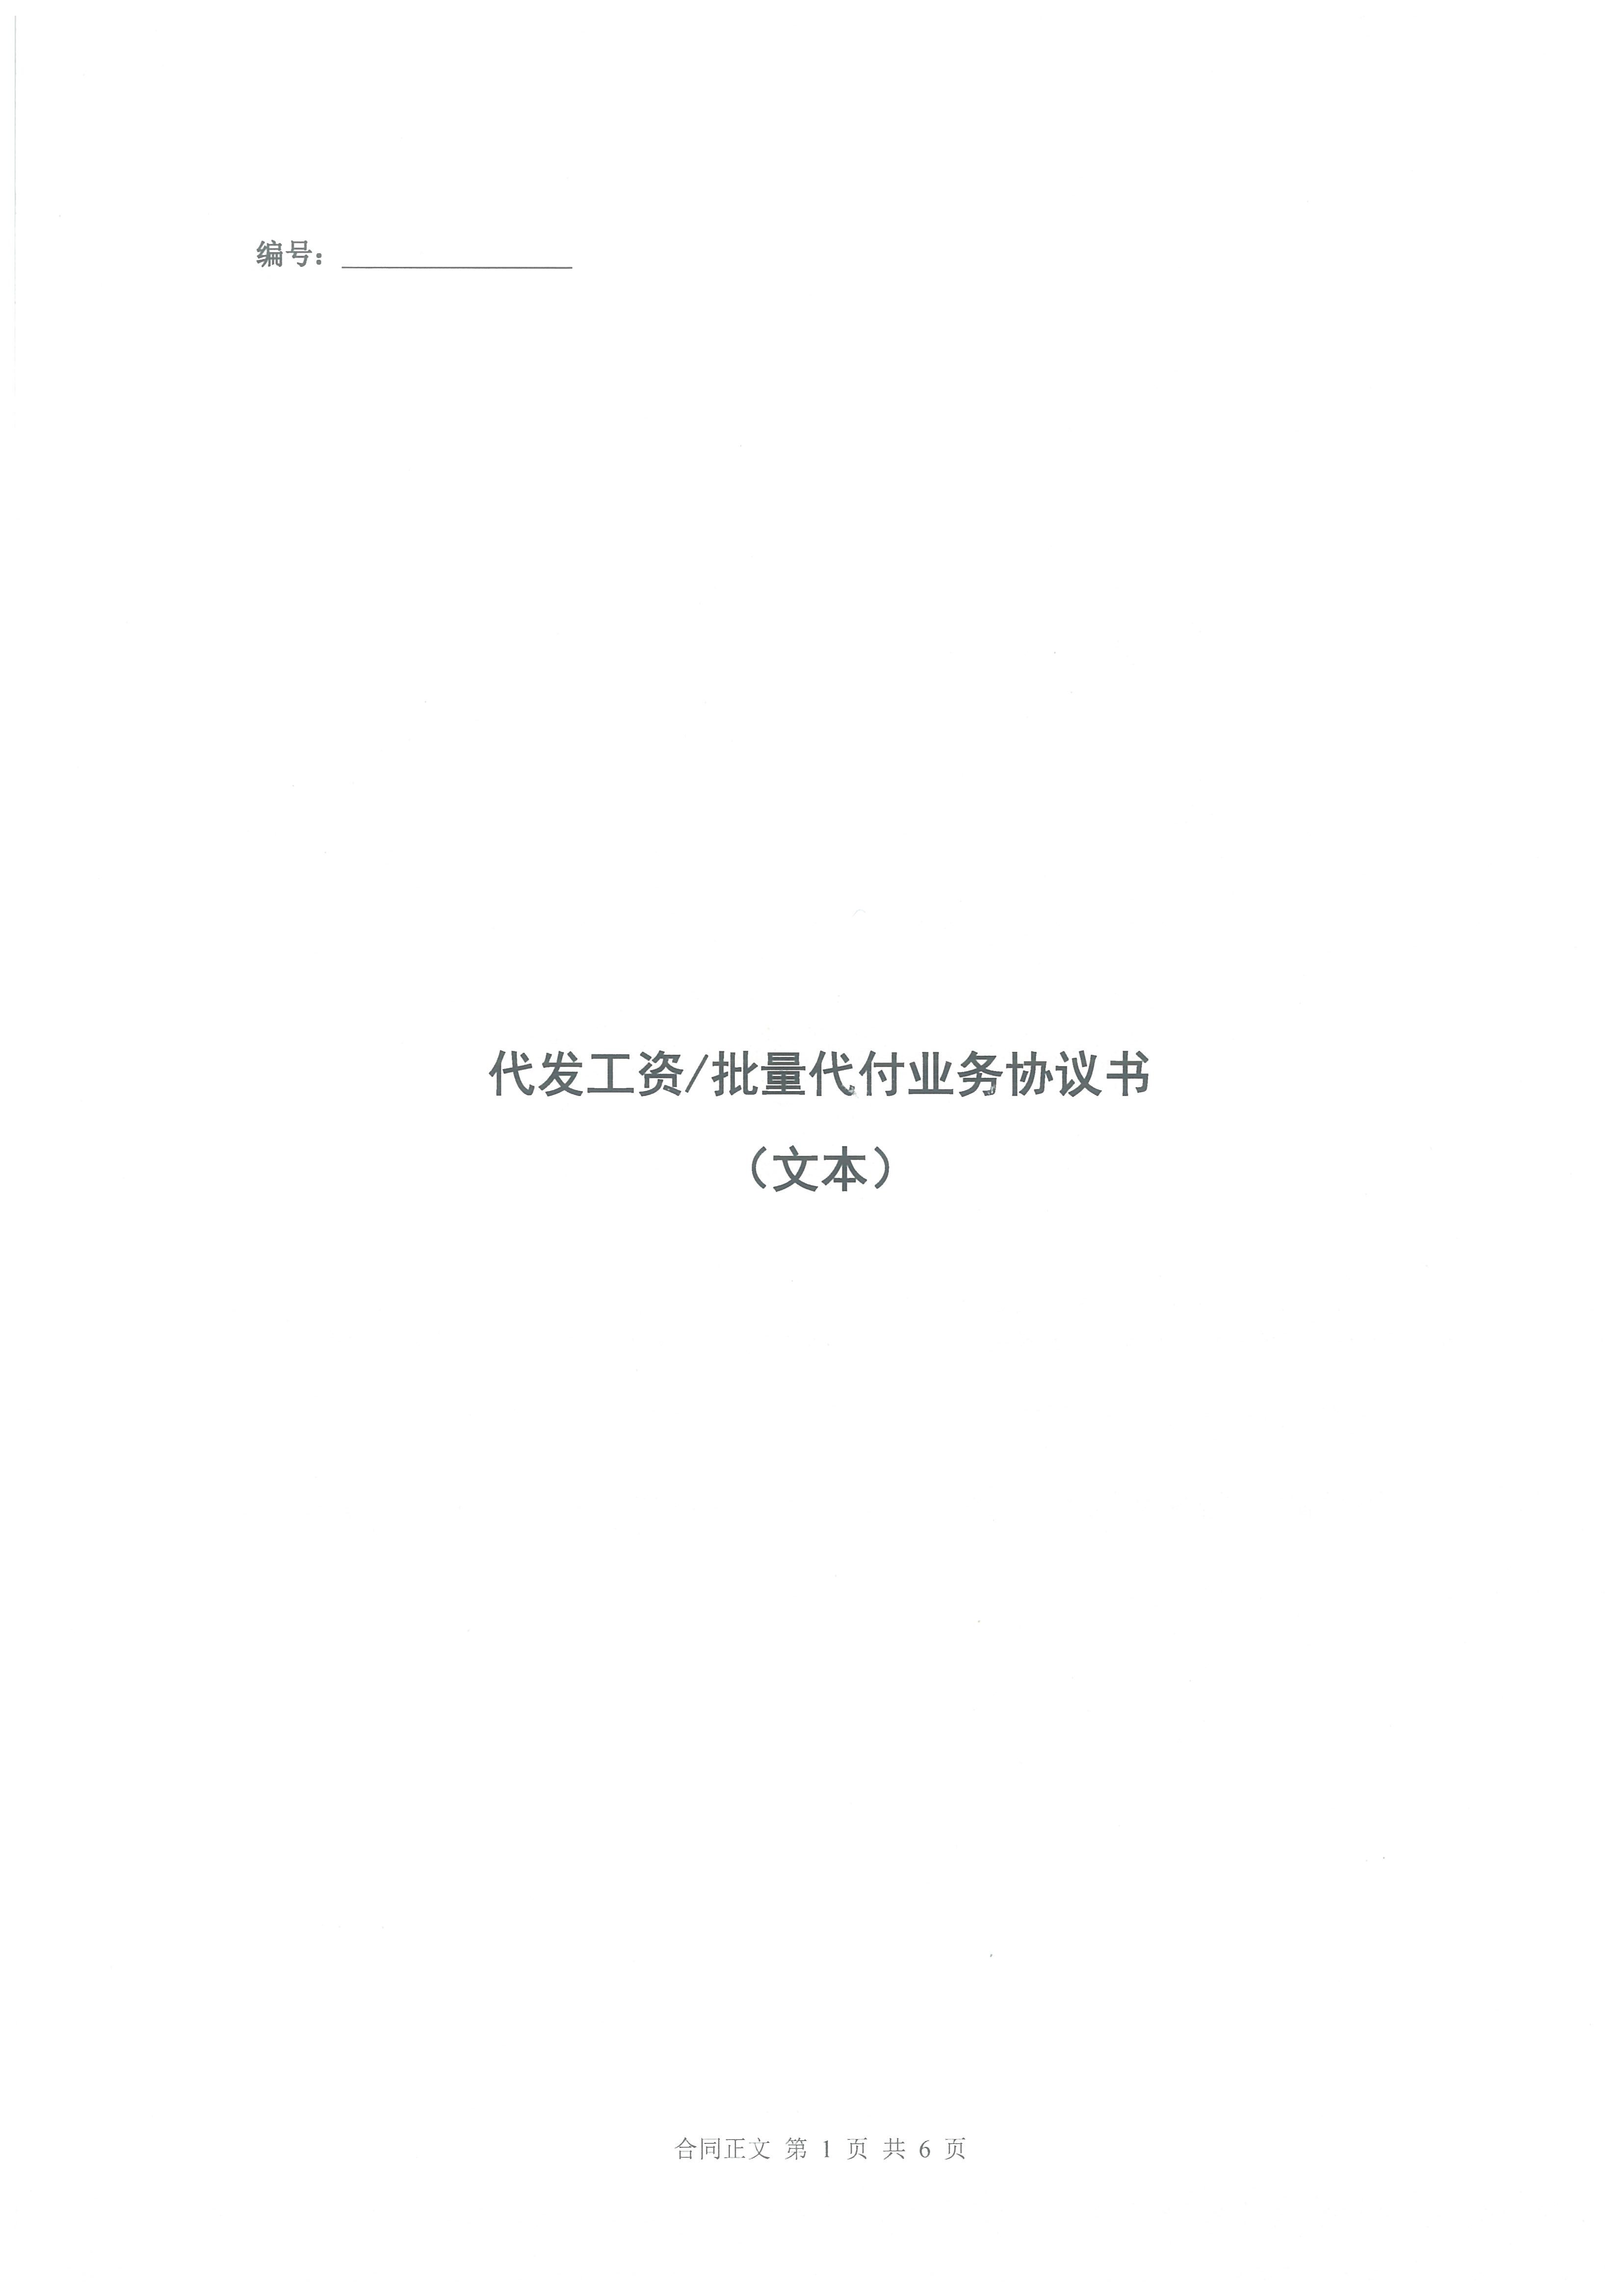 编号：
代发工资/批量代付业务协议书
（文本）
合同正文 第 1 页 共 6 页